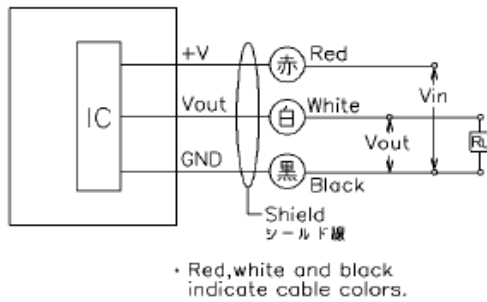 +V
赤 Red
IC
Vout
白 White
Vin
Vout
RL
GND
黒
Black
Shield
シールド線
・Red,white and black
indicate cable colors.